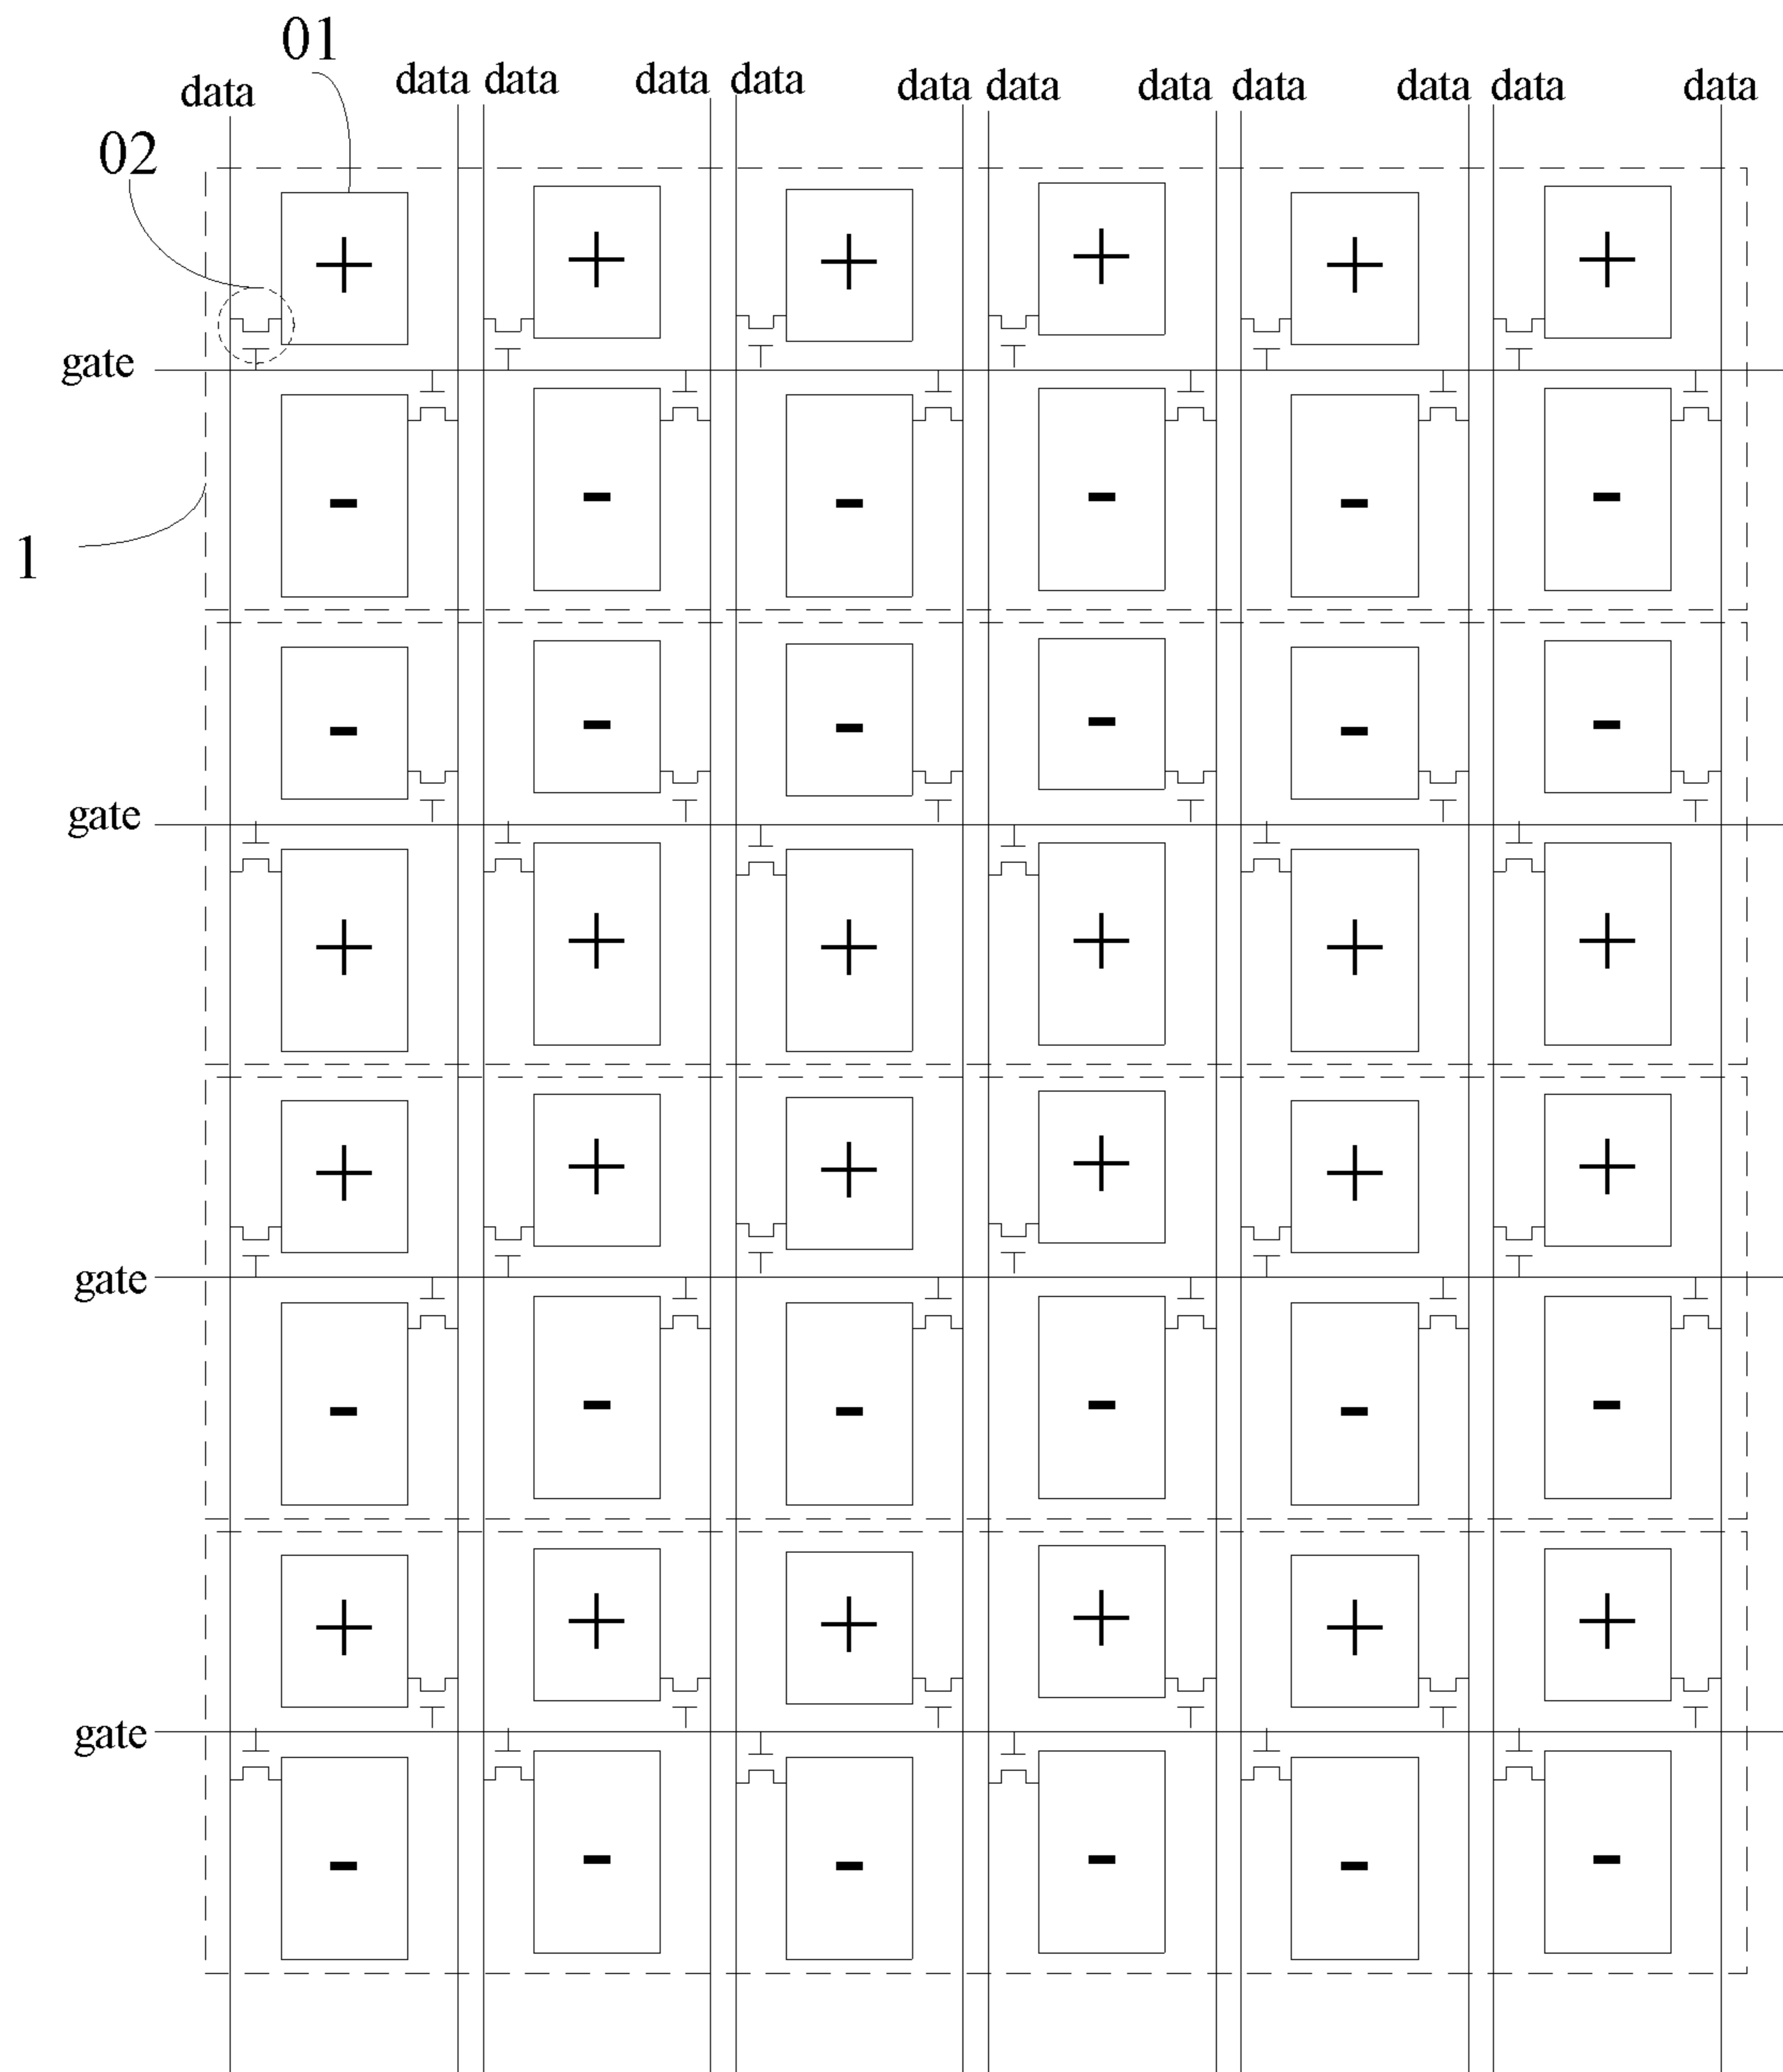 01
data data data data data data data data data data data data
02
+ + + + + +
gate
- - - - - -
1
- - - - - -
gate
+ + + + + +
+ + + + + +
gate
- - - - - -
+ + + + + +
gate
- - - - - -